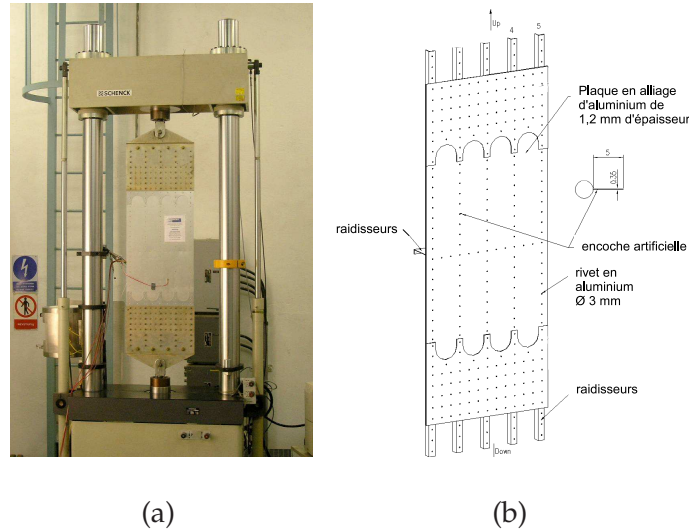 SCHENCK
(a)
Up
4
5
Plaque en alliage
d'aluminium de
1,2 mm d'épaisseur
5
0,35
raidisseurs
encoche artificielle
rivet en
aluminium
Ø 3 mm
raidisseurs
Down
(b)